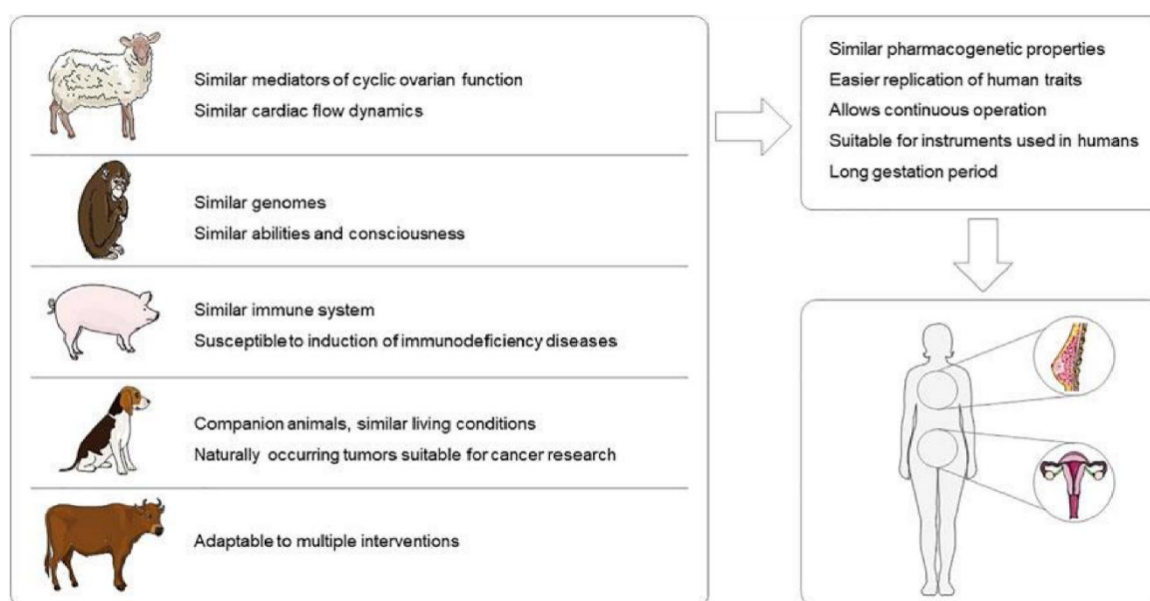 Similar mediators of cyclic ovarian function
Similar cardiac flow dynamics
Similar genomes
Similar abilities and consciousness
Similar immune system
Susceptible to induction of immunodeficiency diseases
Companion animals, similar living conditions
Naturally occurring tumors suitable for cancer research
Adaptable to multiple interventions
Similar pharmacogenetic properties
Easier replication of human traits
Allows continuous operation
Suitable for instruments used in humans
Long gestation period